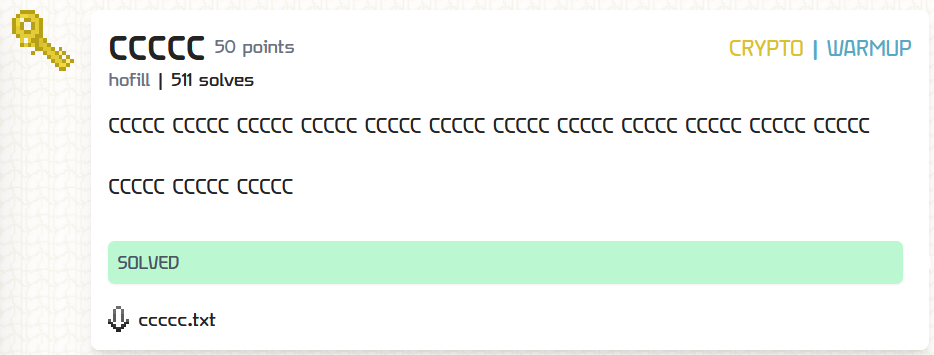 CCCCC 50 points
CRYPTO | WARMUP
hofill | 511 solves
CCCCC CCCCC CCCCC CCCCC CCCCC CCCCC CCCCC CCCCC CCCCC CCCCC CCCCC CCCCC
CCCCC CCCCC CCCCC
SOLVED
ccccc.txt